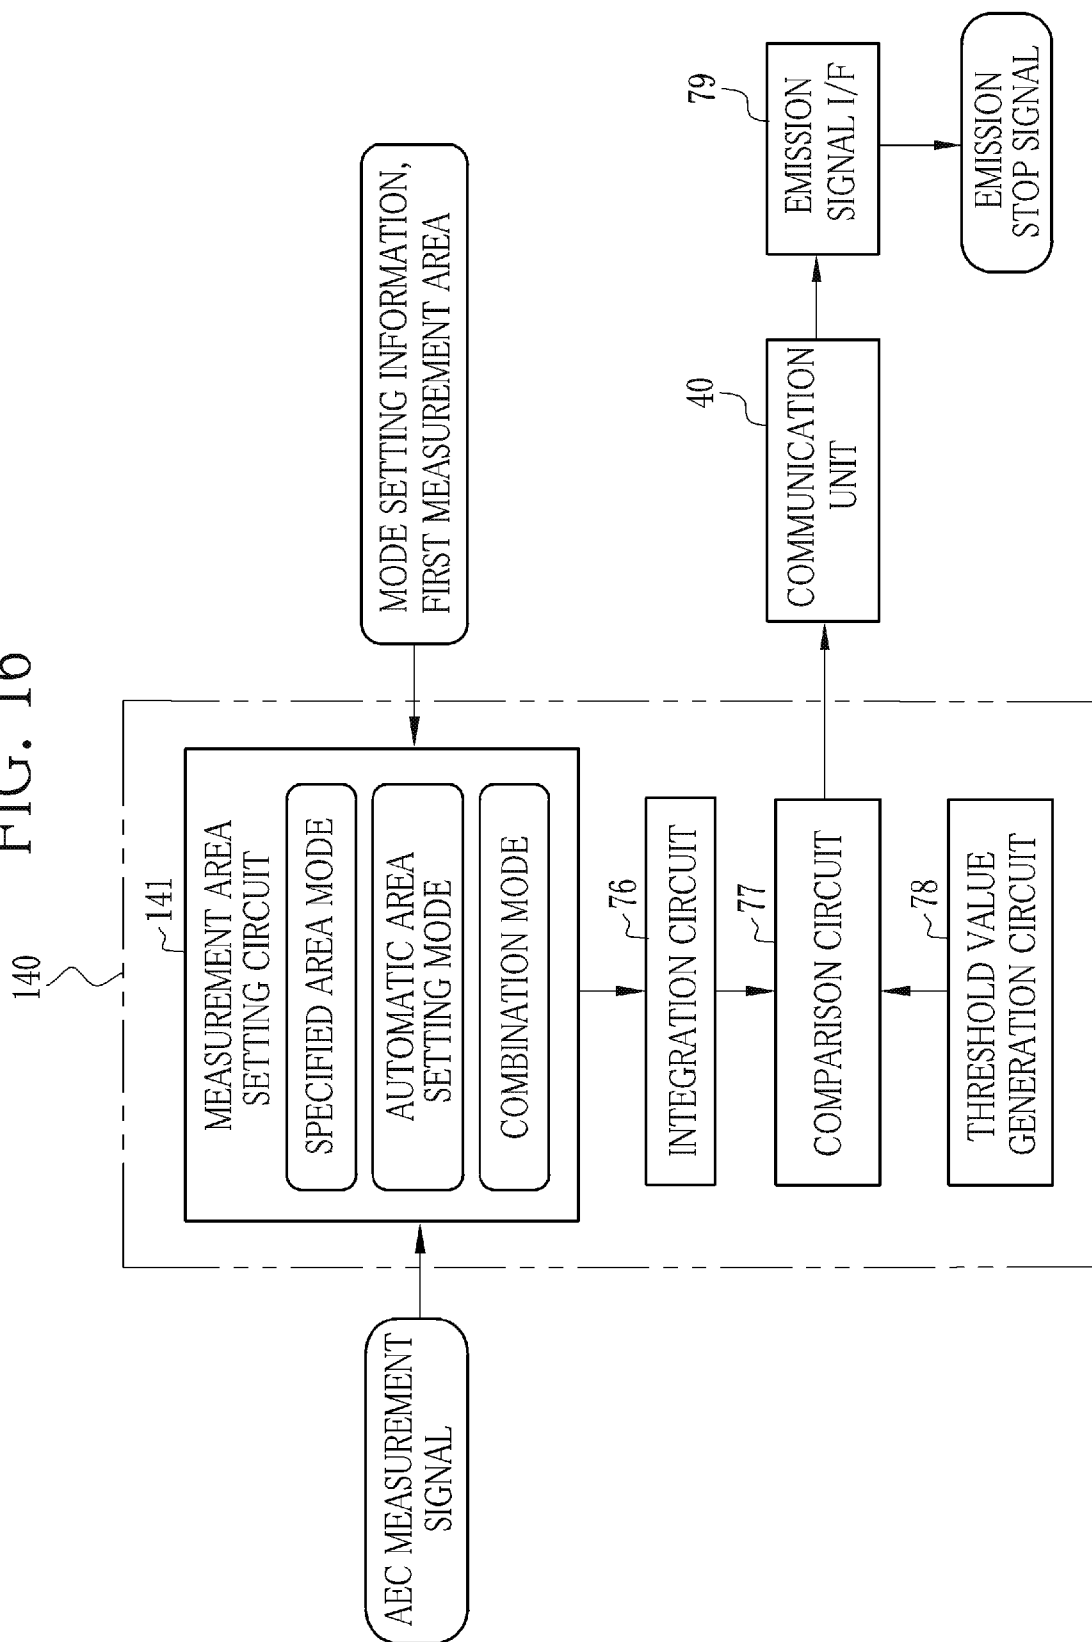 FIG. 16
140
141
MEASUREMENT AREA
SETTING CIRCUIT
SPECIFIED AREA MODE
AUTOMATIC AREA
SETTING MODE
COMBINATION MODE
AEC MEASUREMENT
SIGNAL
MODE SETTING INFORMATION,
FIRST MEASUREMENT AREA
76
INTEGRATION CIRCUIT
77
COMPARISON CIRCUIT
78
THRESHOLD VALUE
GENERATION CIRCUIT
40
COMMUNICATION
UNIT
79
EMISSION
SIGNAL I/F
EMISSION
STOP SIGNAL